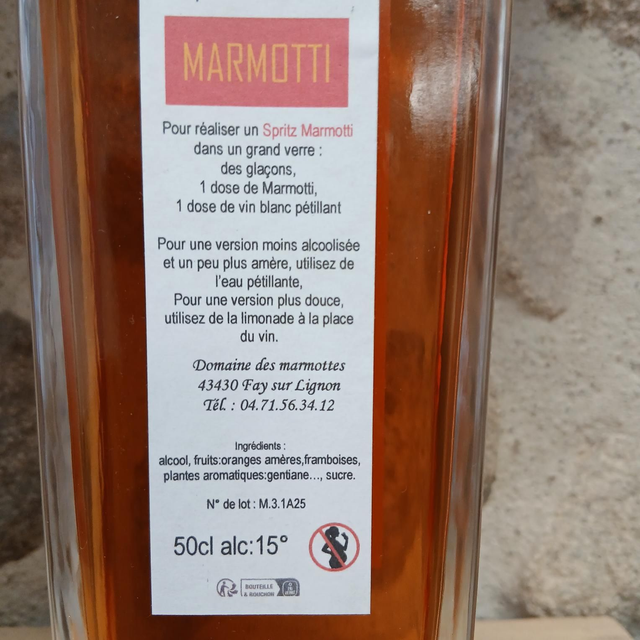 MARMOTTI
Pour réaliser un Spritz Marmotti
dans un grand verre :
des glaçons,
1 dose de Marmotti,
1 dose de vin blanc pétillant
Pour une version moins alcoolisée
et un peu plus amère, utilisez de
l'eau pétillante,
Pour une version plus douce,
utilisez de la limonade à la place
du vin.
Domaine des marmottes
43430 Fay sur Lignon
Tél. : 04.71.56.34.12
Ingrédients :
alcool, fruits:oranges amères,framboises,
plantes aromatiques:gentiane..., sucre.
N° de lot : M.3.1A25
50cl alc:15°
BOUTEILLE
& BOUCHON